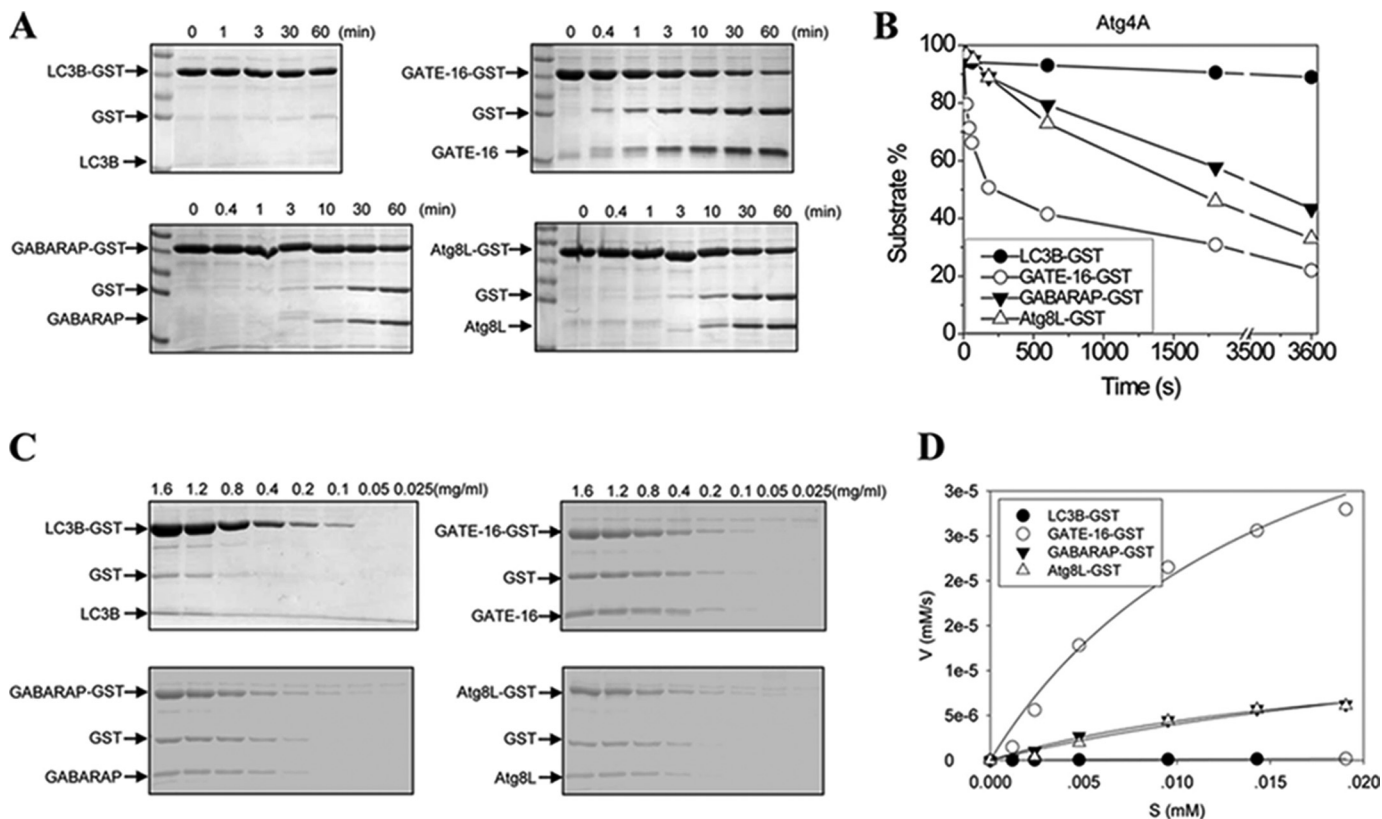 A
0 1 3 30 60 (min)
LC3B-GST
GST
LC3B
0 0.4 1 3 10 30 60 (min)
GATE-16-GST
GST
GATE-16
0 0.4 1 3 10 30 60 (min)
GABARAP-GST
GST
GABARAP
0 0.4 1 3 10 30 60 (min)
Atg8L-GST
GST
Atg8L
B
Atg4A
Substrate %
100
80
60
40
20
0
LC3B-GST
GATE-16-GST
GABARAP-GST
Atg8L-GST
0 500 1000 1500 3500 3600
Time (s)
C
1.6 1.2 0.8 0.4 0.2 0.1 0.05 0.025 (mg/ml)
LC3B-GST
GST
LC3B
1.6 1.2 0.8 0.4 0.2 0.1 0.05 0.025 (mg/ml)
GATE-16-GST
GST
GATE-16
GABARAP-GST
GST
GABARAP
Atg8L-GST
GST
Atg8L
D
V (mM/s)
3e-5
3e-5
2e-5
2e-5
1e-5
5e-6
0
LC3B-GST
GATE-16-GST
GABARAP-GST
Atg8L-GST
0.000 .005 .010 .015 .020
S (mM)